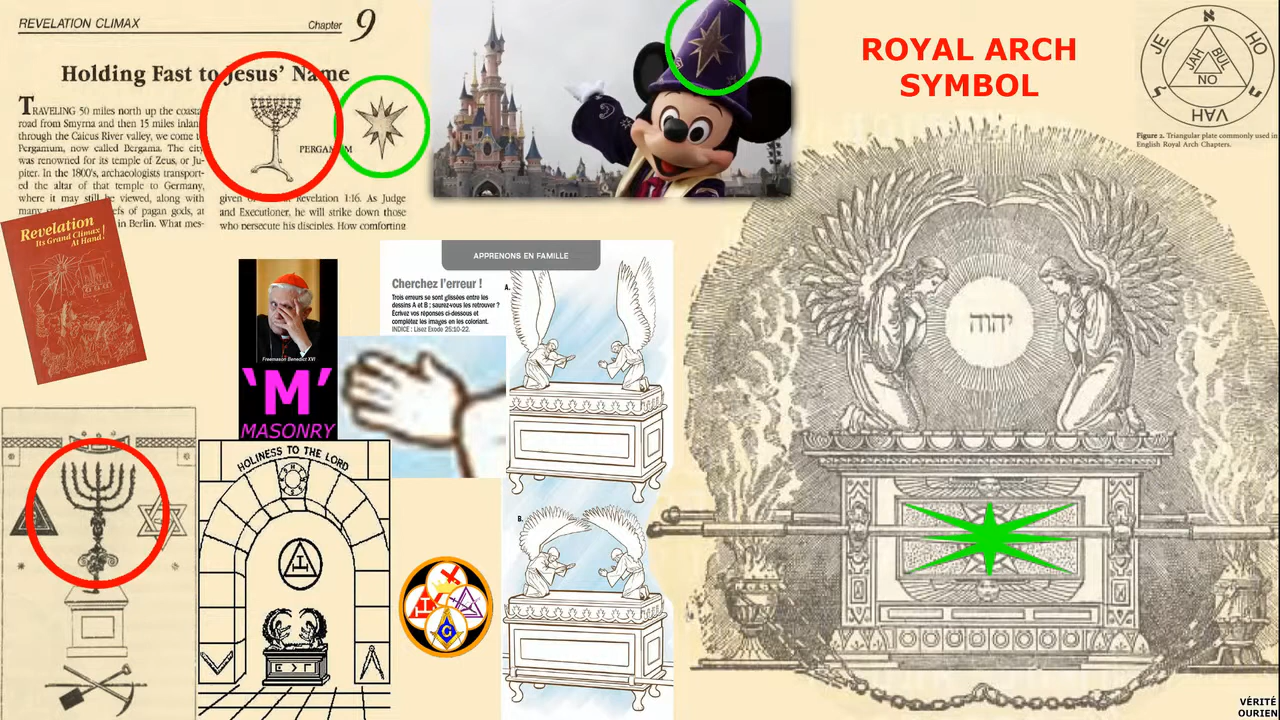 REVELATION CLIMAX
Chapter 9
Holding Fast to Jesus' Name
TRAVELING 50 miles north up the coastal
road from Smyrna and then 15 miles inland
through the Caicus River valley, we come to
Pergamum, now called Bergama. The city
was renowned for its temple of Zeus, or Ju-
piter. In the 1800's, archaeologists transport-
ed the altar of that temple to Germany,
where it may still be viewed, along with
many
efs of pagan gods, at
in Berlin. What mes-
PERGAMUM
given
Revelation 1:16. As Judge
and Executioner, he will strike down those
who persecute his disciples. How comforting
Revelation
Its Grand Climax
At Hand!
ROYAL ARCH
SYMBOL
א
JE
HO
VAH
JAH
BUL
NO
Figure 2. Triangular plate commonly used in
English Royal Arch Chapters.
APPRENONS EN FAMILLE
Cherchez l'erreur !
Trois erreurs se sont glissées entre les
dessins A et B ; saurez-vous les retrouver ?
Écrivez vos réponses ci-dessous et
complétez les images en les coloriant.
INDICE : Lisez Exode 25:10-22.
A.
B.
Freemason Benedict XVI
'M'
MASONRY
HOLINESS TO THE LORD
G
יהוה
VÉRITÉ
OURIEN